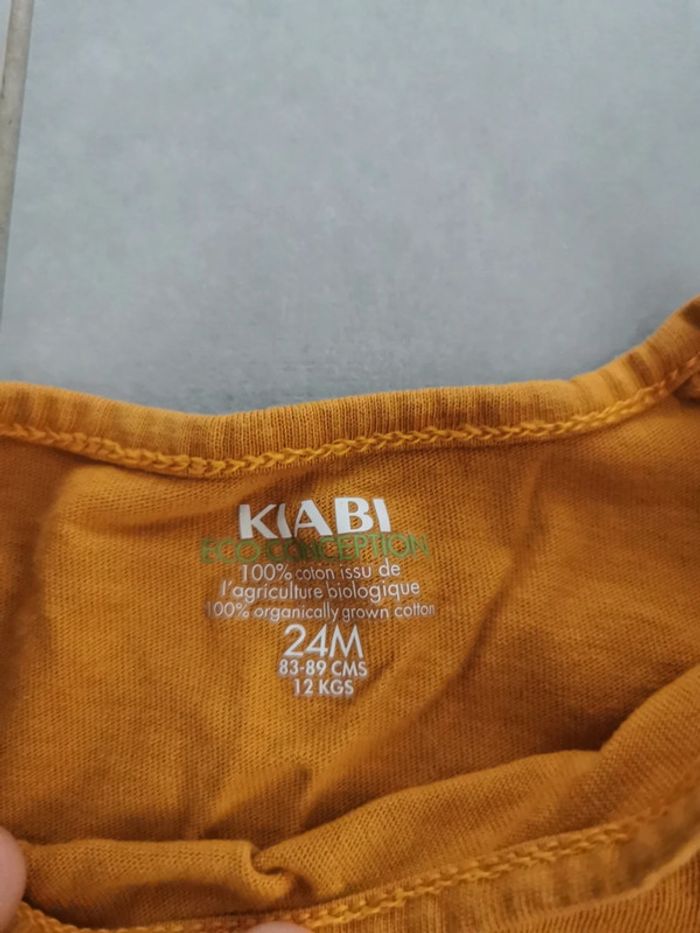 KIABI
ECO CONCEPTION
100% coton issu de
l'agriculture biologique
100% organically grown cotton
24M
83-89 CMS
12 KGS